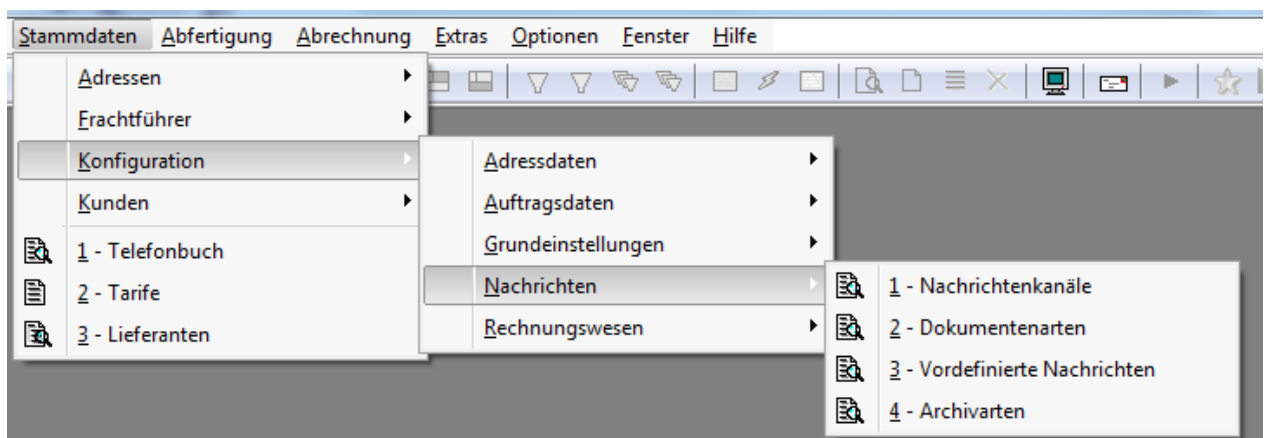 Stammdaten Abfertigung Abrechnung Extras Optionen Fenster Hilfe
Adressen
Frachtführer
Konfiguration
Kunden
1 - Telefonbuch
2 - Tarife
3 - Lieferanten
Adressdaten
Auftragsdaten
Grundeinstellungen
Nachrichten
Rechnungswesen
1 - Nachrichtenkanäle
2 - Dokumentenarten
3 - Vordefinierte Nachrichten
4 - Archivarten